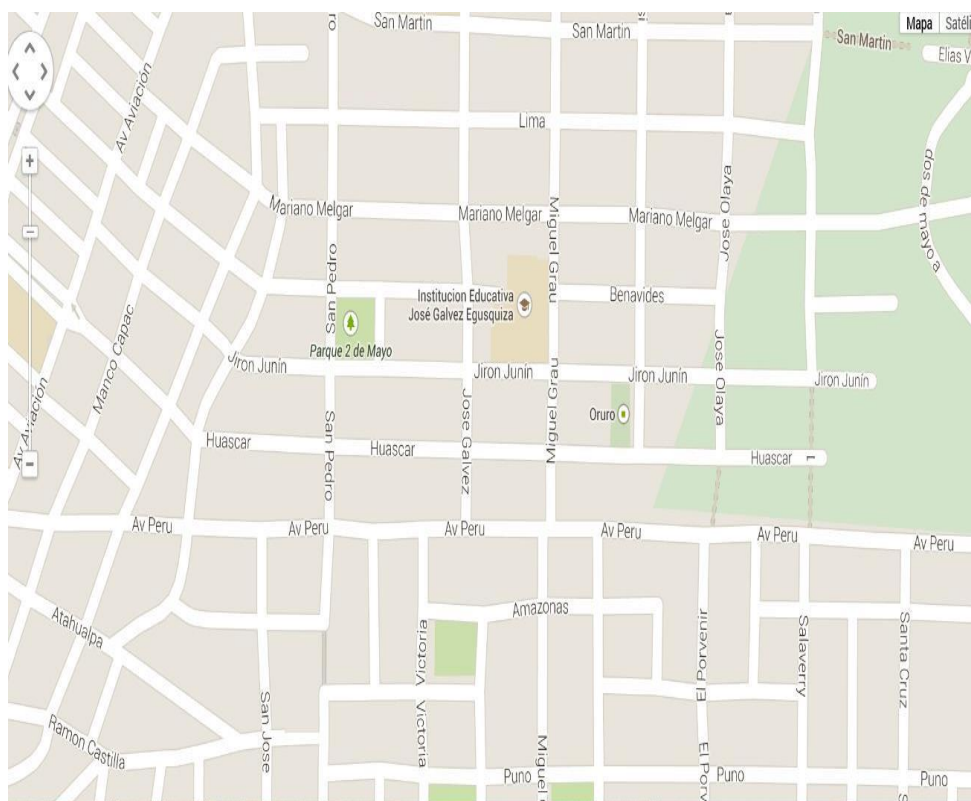 San Martin
San Martin
Mapa
Satéli
San Martin
Elias V
Av Aviación
Lima
dos de mayo a
Jose Olaya
Mariano Melgar
Mariano Melgar
Mariano Melgar
Miguel Grau
San Pedro
Institucion Educativa
José Galvez Egusquiza
Benavides
Manco Capac
Parque 2 de Mayo
Jiron Junín
Jiron Junín
Jiron Junín
Jiron Junín
Jose Olaya
Av Aviación
San Pedro
Jose Galvez
Miguel Grau
Oruro
Huascar
Huascar
Huascar
Av Peru
Av Peru
Av Peru
Av Peru
Av Peru
Av Peru
Atahualpa
Amazonas
Victoria
El Porvenir
Salaverry
Santa Cruz
San Jose
Victoria
Ramon Castilla
Miguel
El Porv
Puno
Puno
Puno